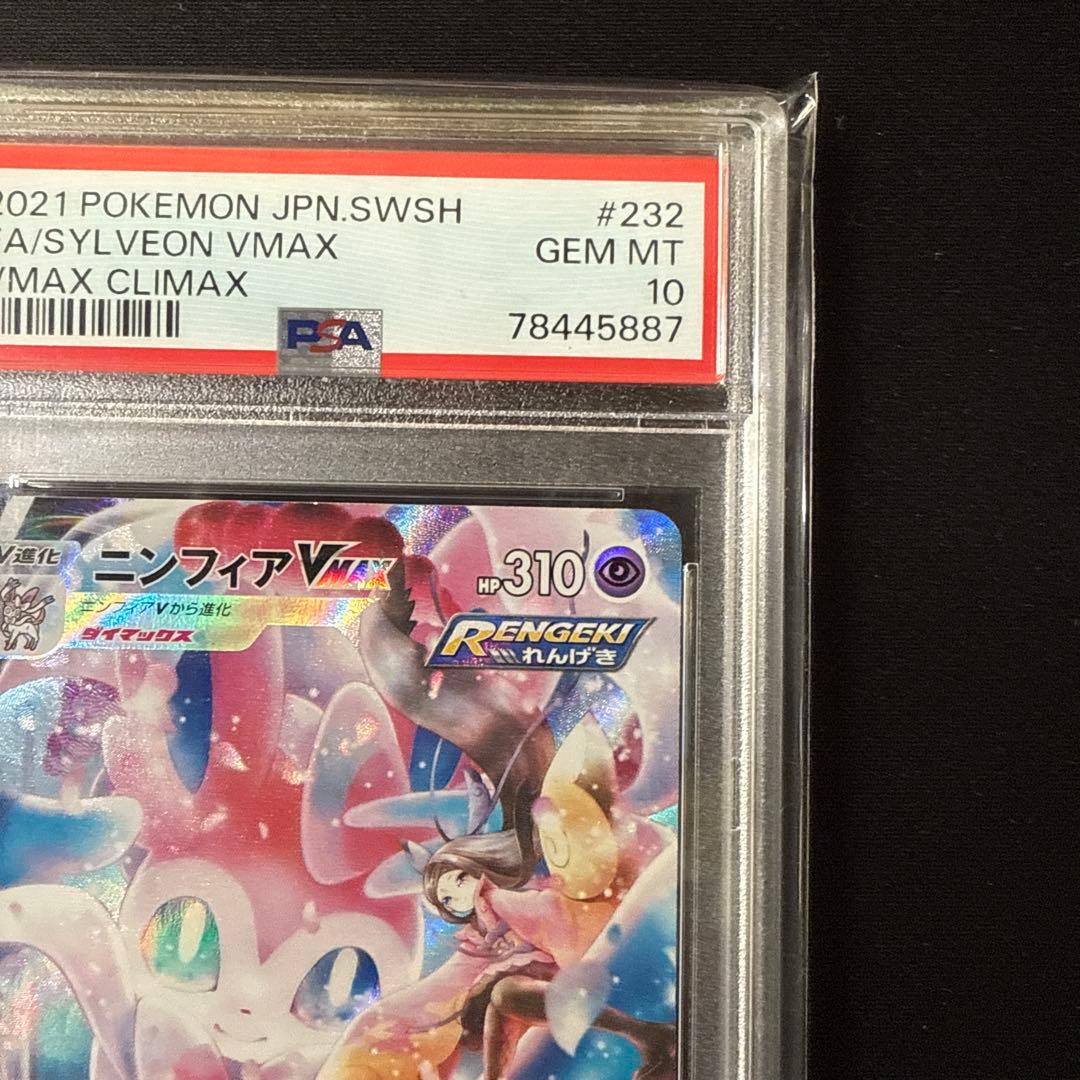 2021 POKEMON JPN.SWSH #232
FA/SYLVEON VMAX GEM MT
VMAX CLIMAX 10
PSA 78445887
V進化 ニンフィアVMAX HP310
ニンフィアVから進化
ダイマックス
RENGEKI
れんげき